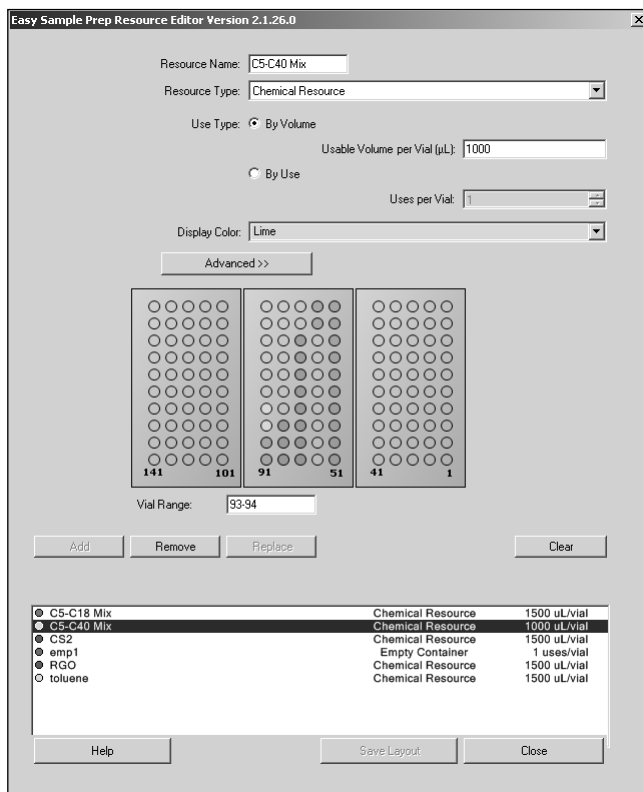 Easy Sample Prep Resource Editor Version 2.1.26.0
Resource Name: C5-C40 Mix
Resource Type: Chemical Resource
Use Type: By Volume
Usable Volume per Vial (µL): 1000
By Use
Uses per Vial: 1
Display Color: Lime
Advanced >>
141 101 91 51 41 1
Vial Range: 93-94
Add Remove Replace Clear
C5-C18 Mix Chemical Resource 1500 uL/vial
C5-C40 Mix Chemical Resource 1000 uL/vial
CS2 Chemical Resource 1500 uL/vial
emp1 Empty Container 1 uses/vial
RGO Chemical Resource 1500 uL/vial
toluene Chemical Resource 1500 uL/vial
Help Save Layout Close